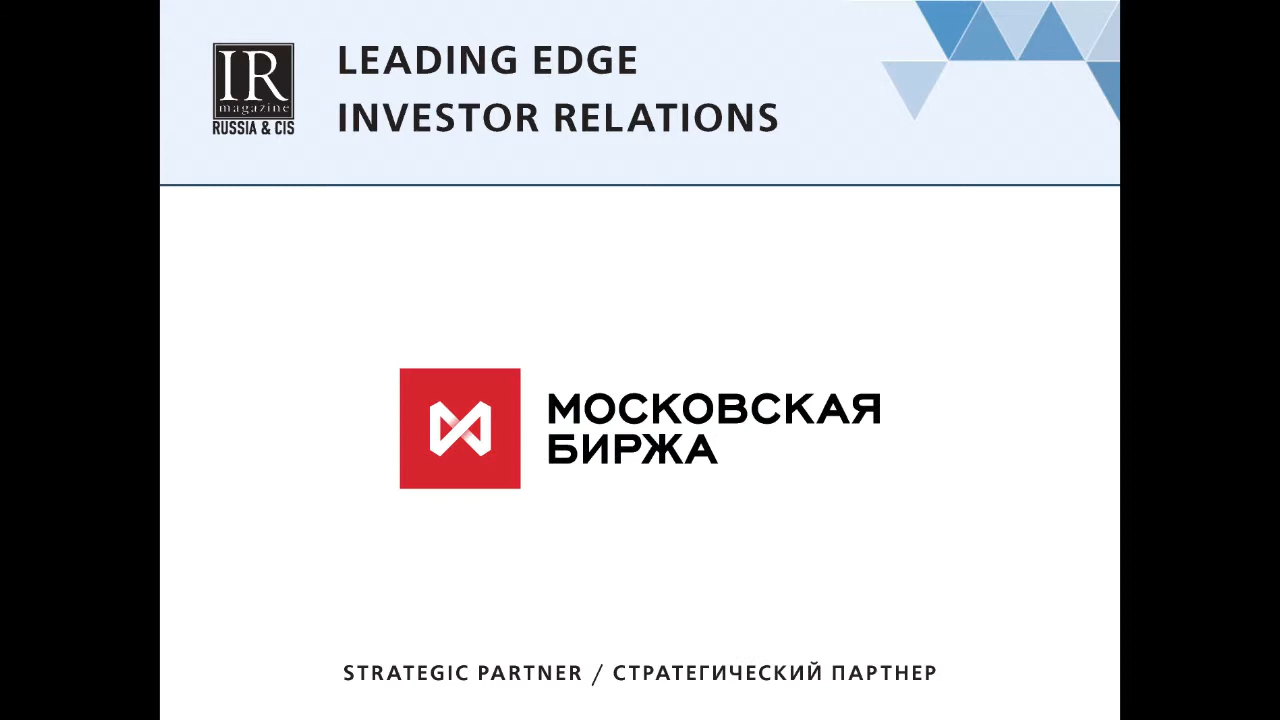 IR
magazine
RUSSIA & CIS
LEADING EDGE
INVESTOR RELATIONS
МОСКОВСКАЯ
БИРЖА
STRATEGIC PARTNER / СТРАТЕГИЧЕСКИЙ ПАРТНЕР